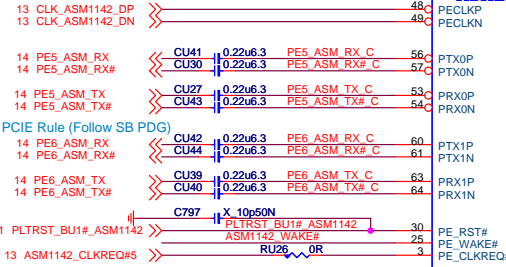 13 CLK_ASM1142_DP 48 PECLKP
13 CLK_ASM1142_DN 49 PECLKN
14 PE5_ASM_RX CU41 0.22u6.3 PE5_ASM_RX_C 56 PTX0P
14 PE5_ASM_RX# CU30 0.22u6.3 PE5_ASM_RX#_C 57 PTX0N
14 PE5_ASM_TX CU27 0.22u6.3 PE5_ASM_TX_C 53 PRX0P
14 PE5_ASM_TX# CU43 0.22u6.3 PE5_ASM_TX#_C 54 PRX0N
PCIE Rule (Follow SB PDG)
14 PE6_ASM_RX CU42 0.22u6.3 PE6_ASM_RX_C 60 PTX1P
14 PE6_ASM_RX# CU44 0.22u6.3 PE6_ASM_RX#_C 61 PTX1N
14 PE6_ASM_TX CU39 0.22u6.3 PE6_ASM_TX_C 63 PRX1P
14 PE6_ASM_TX# CU40 0.22u6.3 PE6_ASM_TX#_C 64 PRX1N
C797 X_10p50N
PLTRST_BU1#_ASM1142 PLTRST_BU1#_ASM1142 30 PE_RST#
ASM1142_WAKE# 25 PE_WAKE#
13 ASM1142_CLKREQ#5 RU26 0R 3 PE_CLKREQ#